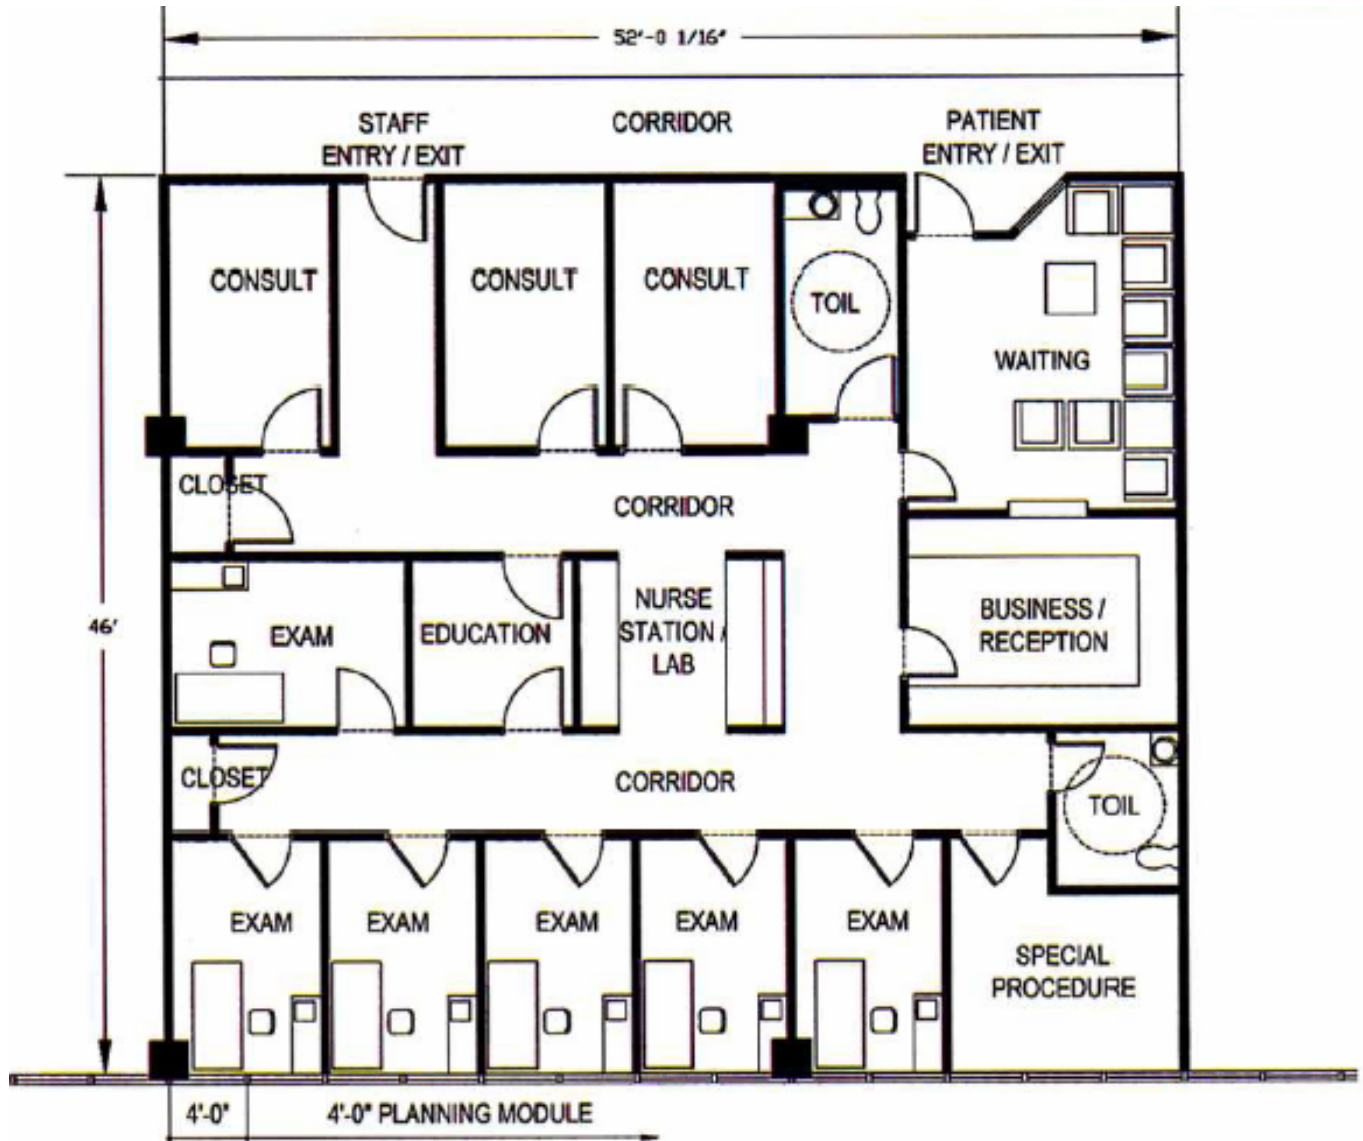 52'-0 1/16"
STAFF
ENTRY / EXIT
CORRIDOR
PATIENT
ENTRY / EXIT
CONSULT
CONSULT
CONSULT
TOIL
WAITING
CLOSET
CORRIDOR
46'
EXAM
EDUCATION
NURSE
STATION /
LAB
BUSINESS /
RECEPTION
CLOSET
CORRIDOR
TOIL
EXAM
EXAM
EXAM
EXAM
EXAM
SPECIAL
PROCEDURE
4'-0"
4'-0" PLANNING MODULE